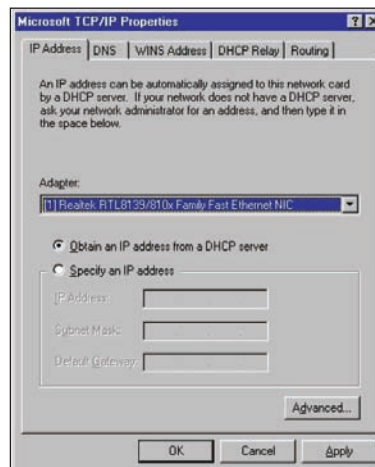 Microsoft TCP/IP Properties
IP Address DNS WINS Address DHCP Relay Routing
An IP address can be automatically assigned to this network card
by a DHCP server. If your network does not have a DHCP server,
ask your network administrator for an address, and then type it in
the space below.
Adapter:
[1] Realtek RTL8139/810x Family Fast Ethernet NIC
Obtain an IP address from a DHCP server
Specify an IP address
IP Address:
Subnet Mask:
Default Gateway:
Advanced...
OK Cancel Apply